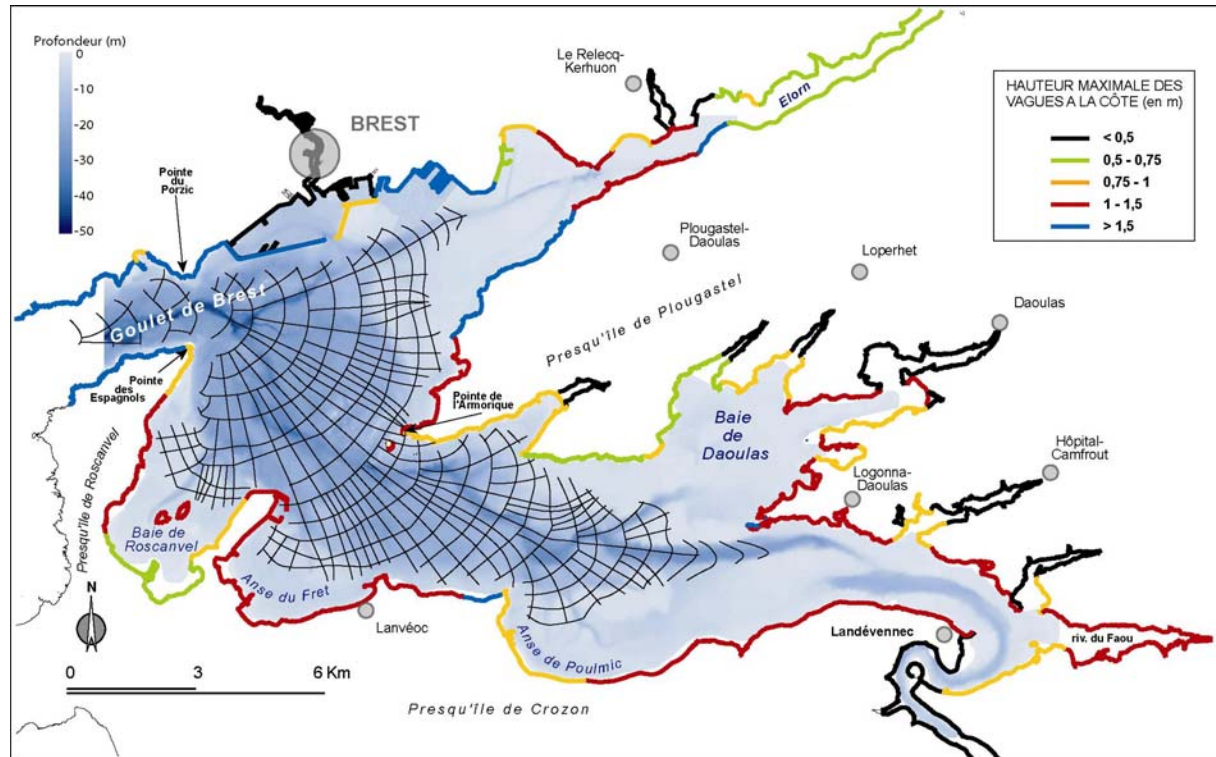 Profondeur (m)
0
-10
-20
-30
-40
-50
Le Relecq-
Kerhuon
BREST
Elorn
HAUTEUR MAXIMALE DES
VAGUES A LA CÔTE (en m)
< 0,5
0,5 - 0,75
0,75 - 1
1 - 1,5
> 1,5
Pointe
du
Porzic
Goulet de Brest
Plougastel-
Daoulas
Loperhet
Daoulas
Presqu'île de Plougastel
Pointe
des
Espagnols
Pointe de
l'Armorique
Baie
de
Daoulas
Hôpital-
Camfrout
Logonna-
Daoulas
Presqu'île de Roscanvel
Baie de
Roscanvel
Anse du Fret
Lanvéoc
Anse de Poulmic
Landévennec
riv. du Faou
N
0
3
6 Km
Presqu'île de Crozon